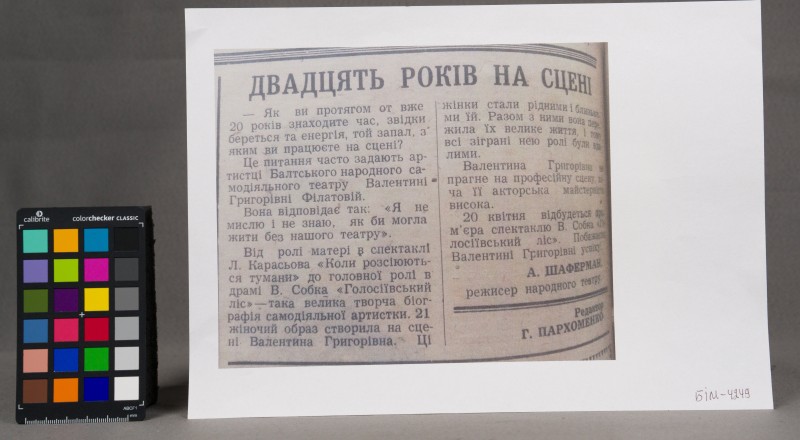 ДВАДЦЯТЬ РОКІВ НА СЦЕНІ
— Як ви протягом от вже
20 років знаходите час, звідки
береться та енергія, той запал, з
яким ви працюєте на сцені?
Це питання часто задають ар-
тистці Балтського народного са-
модіяльного театру Валентині
Григорівні Філатовій.
Вона відповідає так: «Я не
мислю і не знаю, як би могла
жити без нашого театру».
Від ролі матері в спектаклі
Л. Карасьова «Коли розсіюють-
ся тумани» до головної ролі в
драмі В. Собка «Голосіївський
ліс»—така велика творча біог-
рафія самодіяльної артистки. 21
жіночий образ створила на сце-
ні Валентина Григорівна. Ці
жінки стали рідними і близьки-
ми їй. Разом з ними вона пере-
жила їх велике життя, і тому
всі зіграні нею ролі були
лими.
Валентина Григорівна не
прагне на професійну сцену,
ча її акторська майстерність
висока.
20 квітня відбудеться
м'єра спектаклю В. Собка
лосіївський ліс».
Валентині Григорівні успіху.
А. ШАФЕРМАН,
режисер народного театру.
Редактор
Г. ПАРХОМЕНКО
БІМ-4249
calibrite
colorchecker CLASSIC